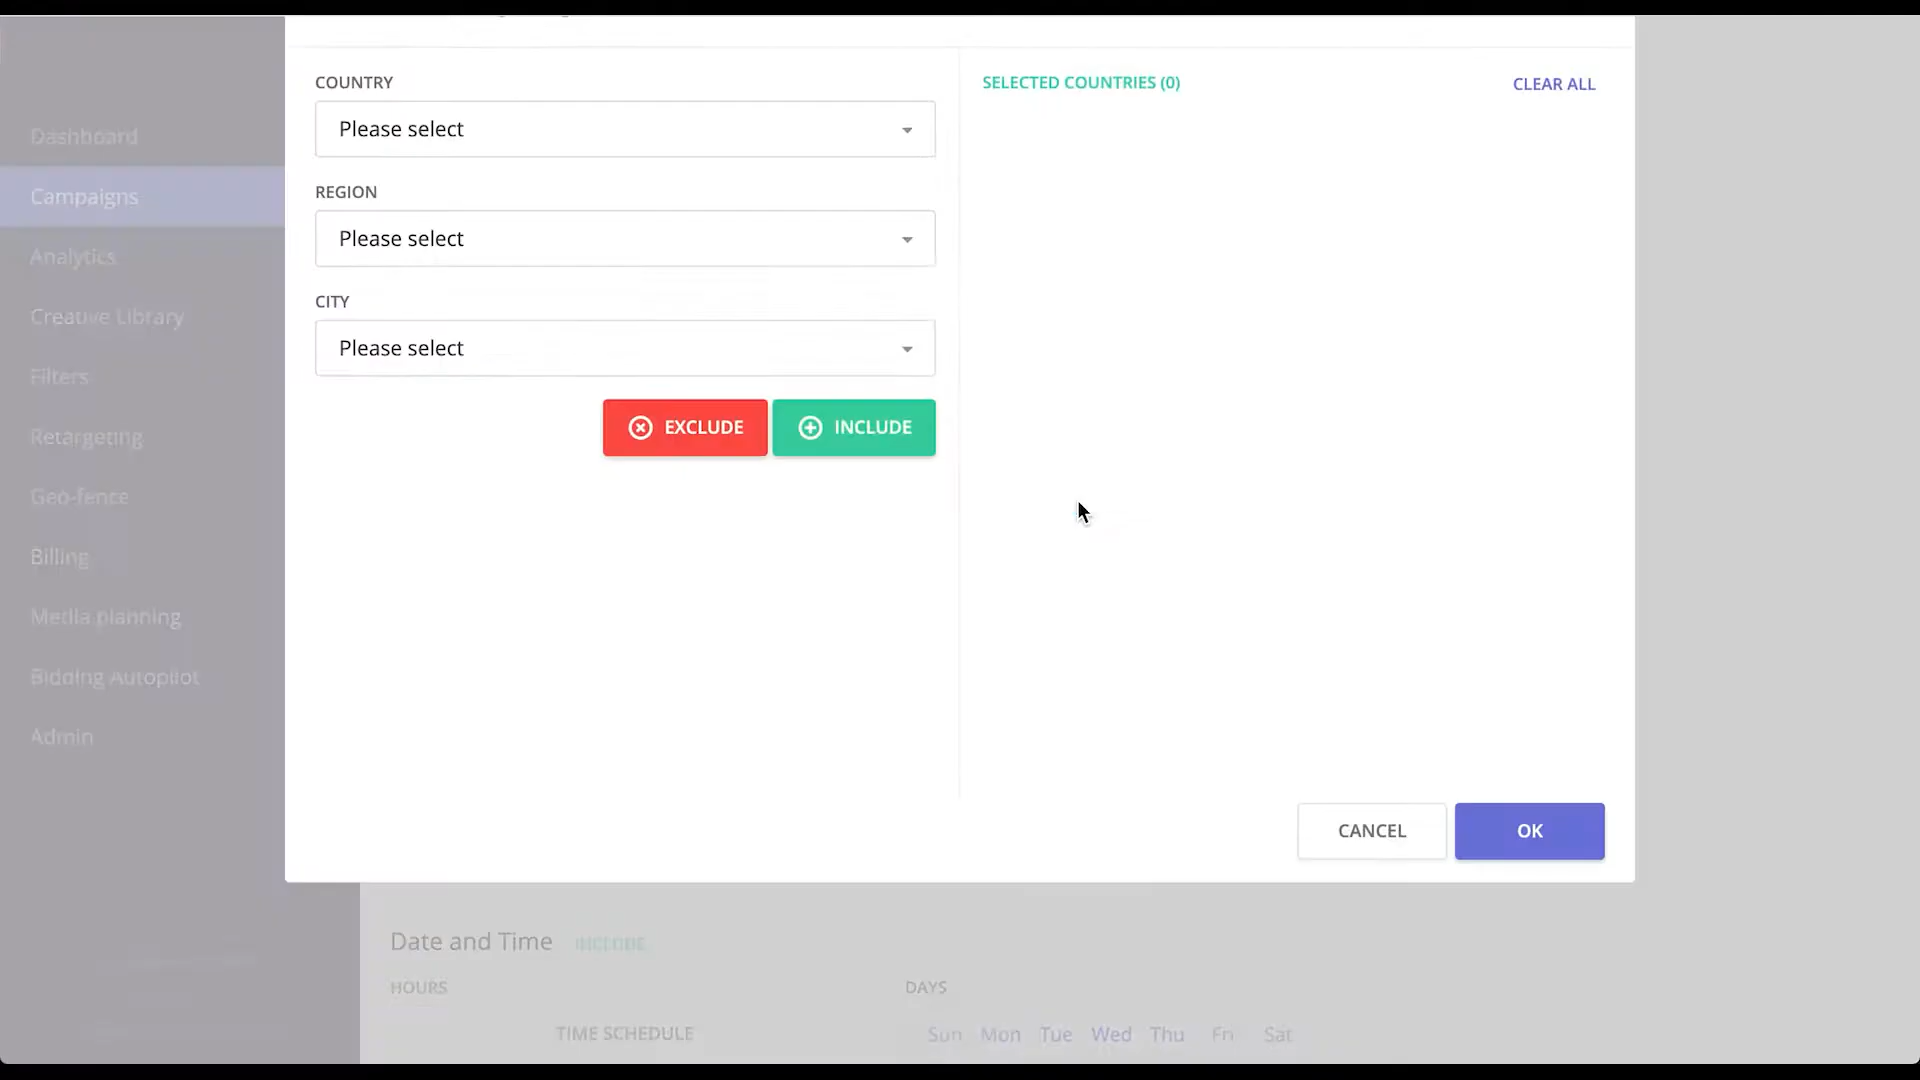 COUNTRY
Please select
REGION
Please select
CITY
Please select
EXCLUDE
INCLUDE
SELECTED COUNTRIES (0)
CLEAR ALL
CANCEL
OK
Dashboard
Campaigns
Analytics
Creative Library
Filters
Retargeting
Geo-fence
Billing
Media planning
Bidding Autopilot
Admin
Date and Time INCLUDE
HOURS
DAYS
TIME SCHEDULE
Sun Mon Tue Wed Thu Fri Sat